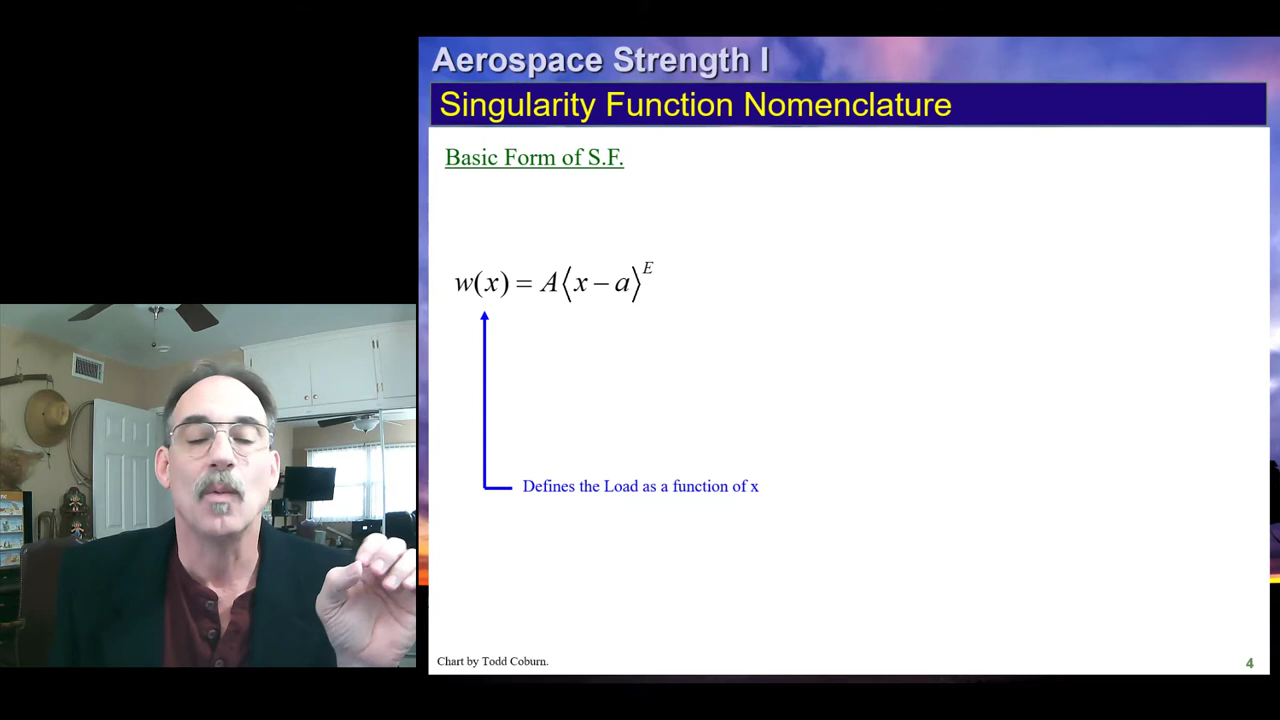 Aerospace Strength I
Singularity Function Nomenclature
Basic Form of S.F.
w(x) = A⟨x − a⟩^E
Defines the Load as a function of x
Chart by Todd Coburn.
4